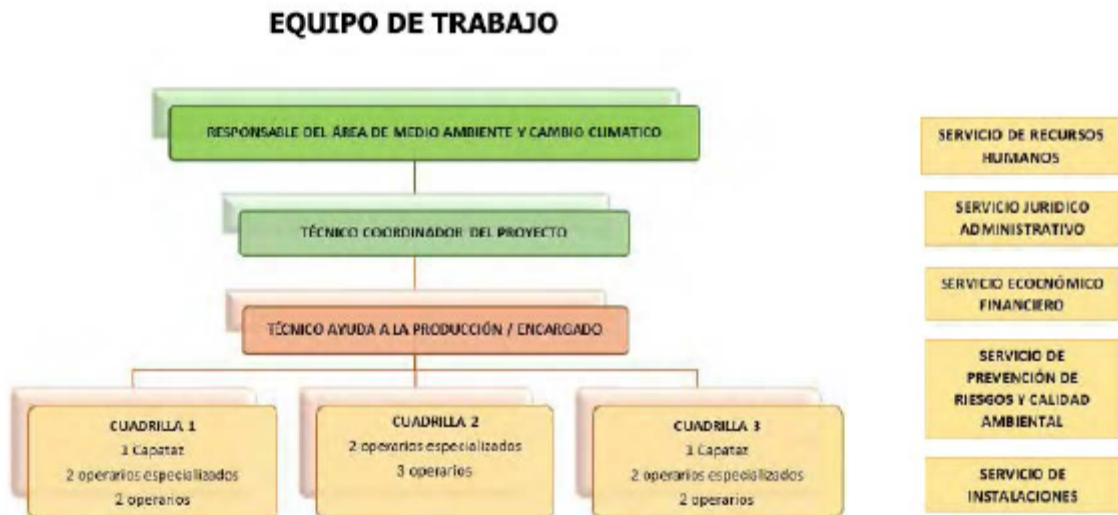 EQUIPO DE TRABAJO
RESPONSABLE DEL ÁREA DE MEDIO AMBIENTE Y CAMBIO CLIMATICO
TÉCNICO COORDINADOR DEL PROYECTO
TÉCNICO AYUDA A LA PRODUCCIÓN / ENCARGADO
CUADRILLA 1
1 Capataz
2 operarios especializados
2 operarios
CUADRILLA 2
2 operarios especializados
3 operarios
CUADRILLA 3
1 Capataz
2 operarios especializados
2 operarios
SERVICIO DE RECURSOS
HUMANOS
SERVICIO JURIDICO
ADMINISTRATIVO
SERVICIO ECOCNÓMICO
FINANCIERO
SERVICIO DE
PREVENCIÓN DE
RIESGOS Y CALIDAD
AMBIENTAL
SERVICIO DE
INSTALACIONES